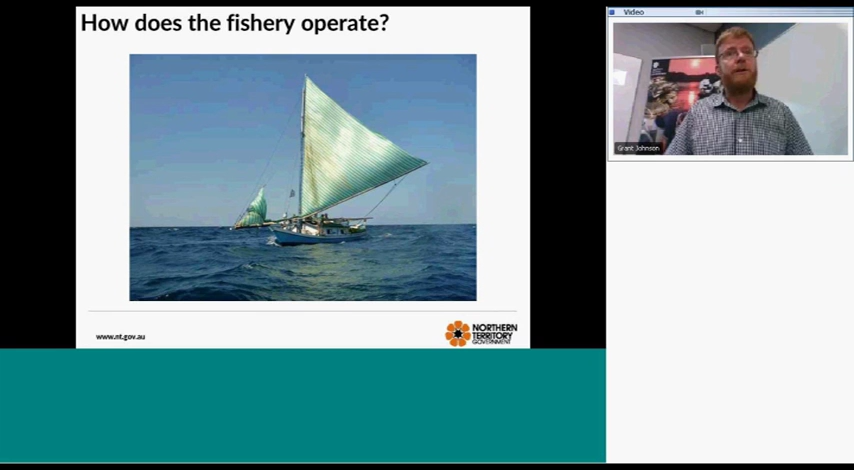 How does the fishery operate?
www.nt.gov.au
NORTHERN
TERRITORY
GOVERNMENT
Video
Grant Johnson